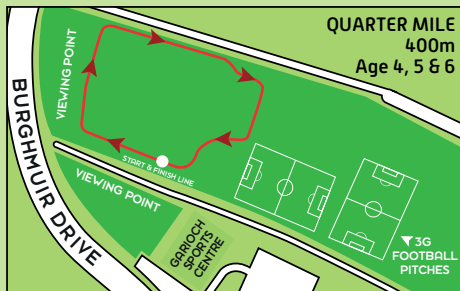 QUARTER MILE
400m
Age 4, 5 & 6
VIEWING POINT
BURGHMUIR DRIVE
START & FINISH LINE
VIEWING POINT
GARIOCH
SPORTS
CENTRE
3G
FOOTBALL
PITCHES